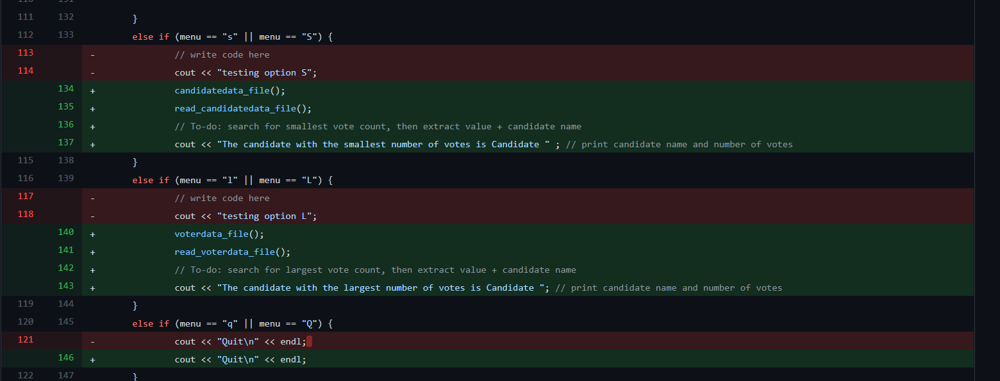 110 131
111 132 }
112 133 else if (menu == "s" || menu == "S") {
113 - // write code here
114 - cout << "testing option S";
134 + candidatedata_file();
135 + read_candidatedata_file();
136 + // To-do: search for smallest vote count, then extract value + candidate name
137 + cout << "The candidate with the smallest number of votes is Candidate " ; // print candidate name and number of votes
115 138 }
116 139 else if (menu == "l" || menu == "L") {
117 - // write code here
118 - cout << "testing option L";
140 + voterdata_file();
141 + read_voterdata_file();
142 + // To-do: search for largest vote count, then extract value + candidate name
143 + cout << "The candidate with the largest number of votes is Candidate "; // print candidate name and number of votes
119 144 }
120 145 else if (menu == "q" || menu == "Q") {
121 - cout << "Quit\n" << endl;
146 + cout << "Quit\n" << endl;
122 147 }